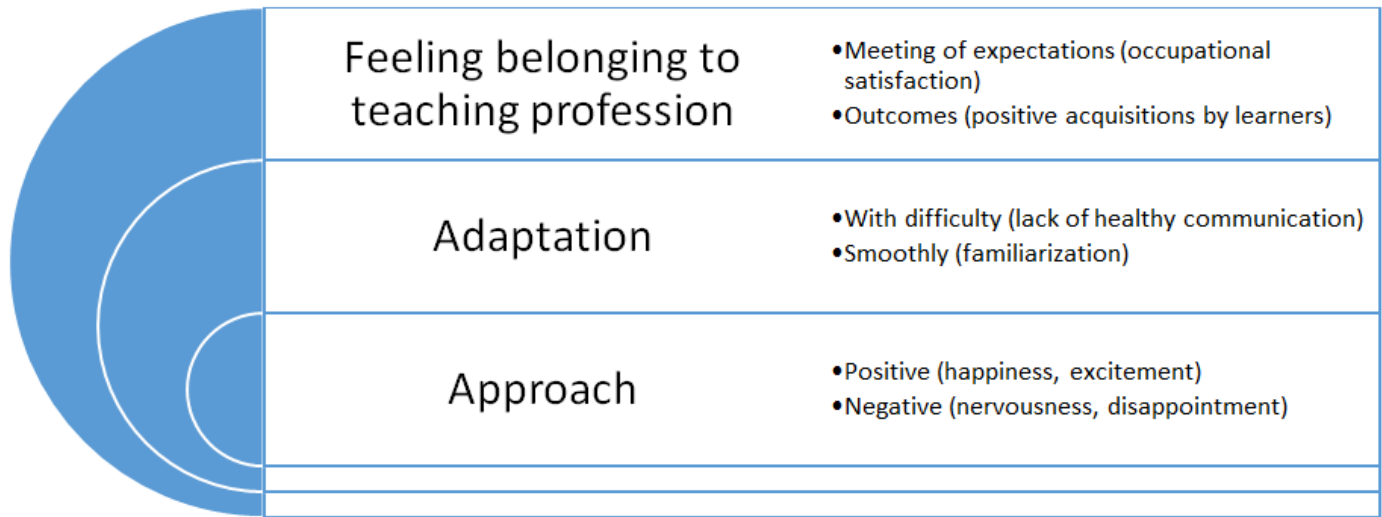 Feeling belonging to
teaching profession
•Meeting of expectations (occupational
satisfaction)
•Outcomes (positive acquisitions by learners)
Adaptation
•With difficulty (lack of healthy communication)
•Smoothly (familiarization)
Approach
•Positive (happiness, excitement)
•Negative (nervousness, disappointment)